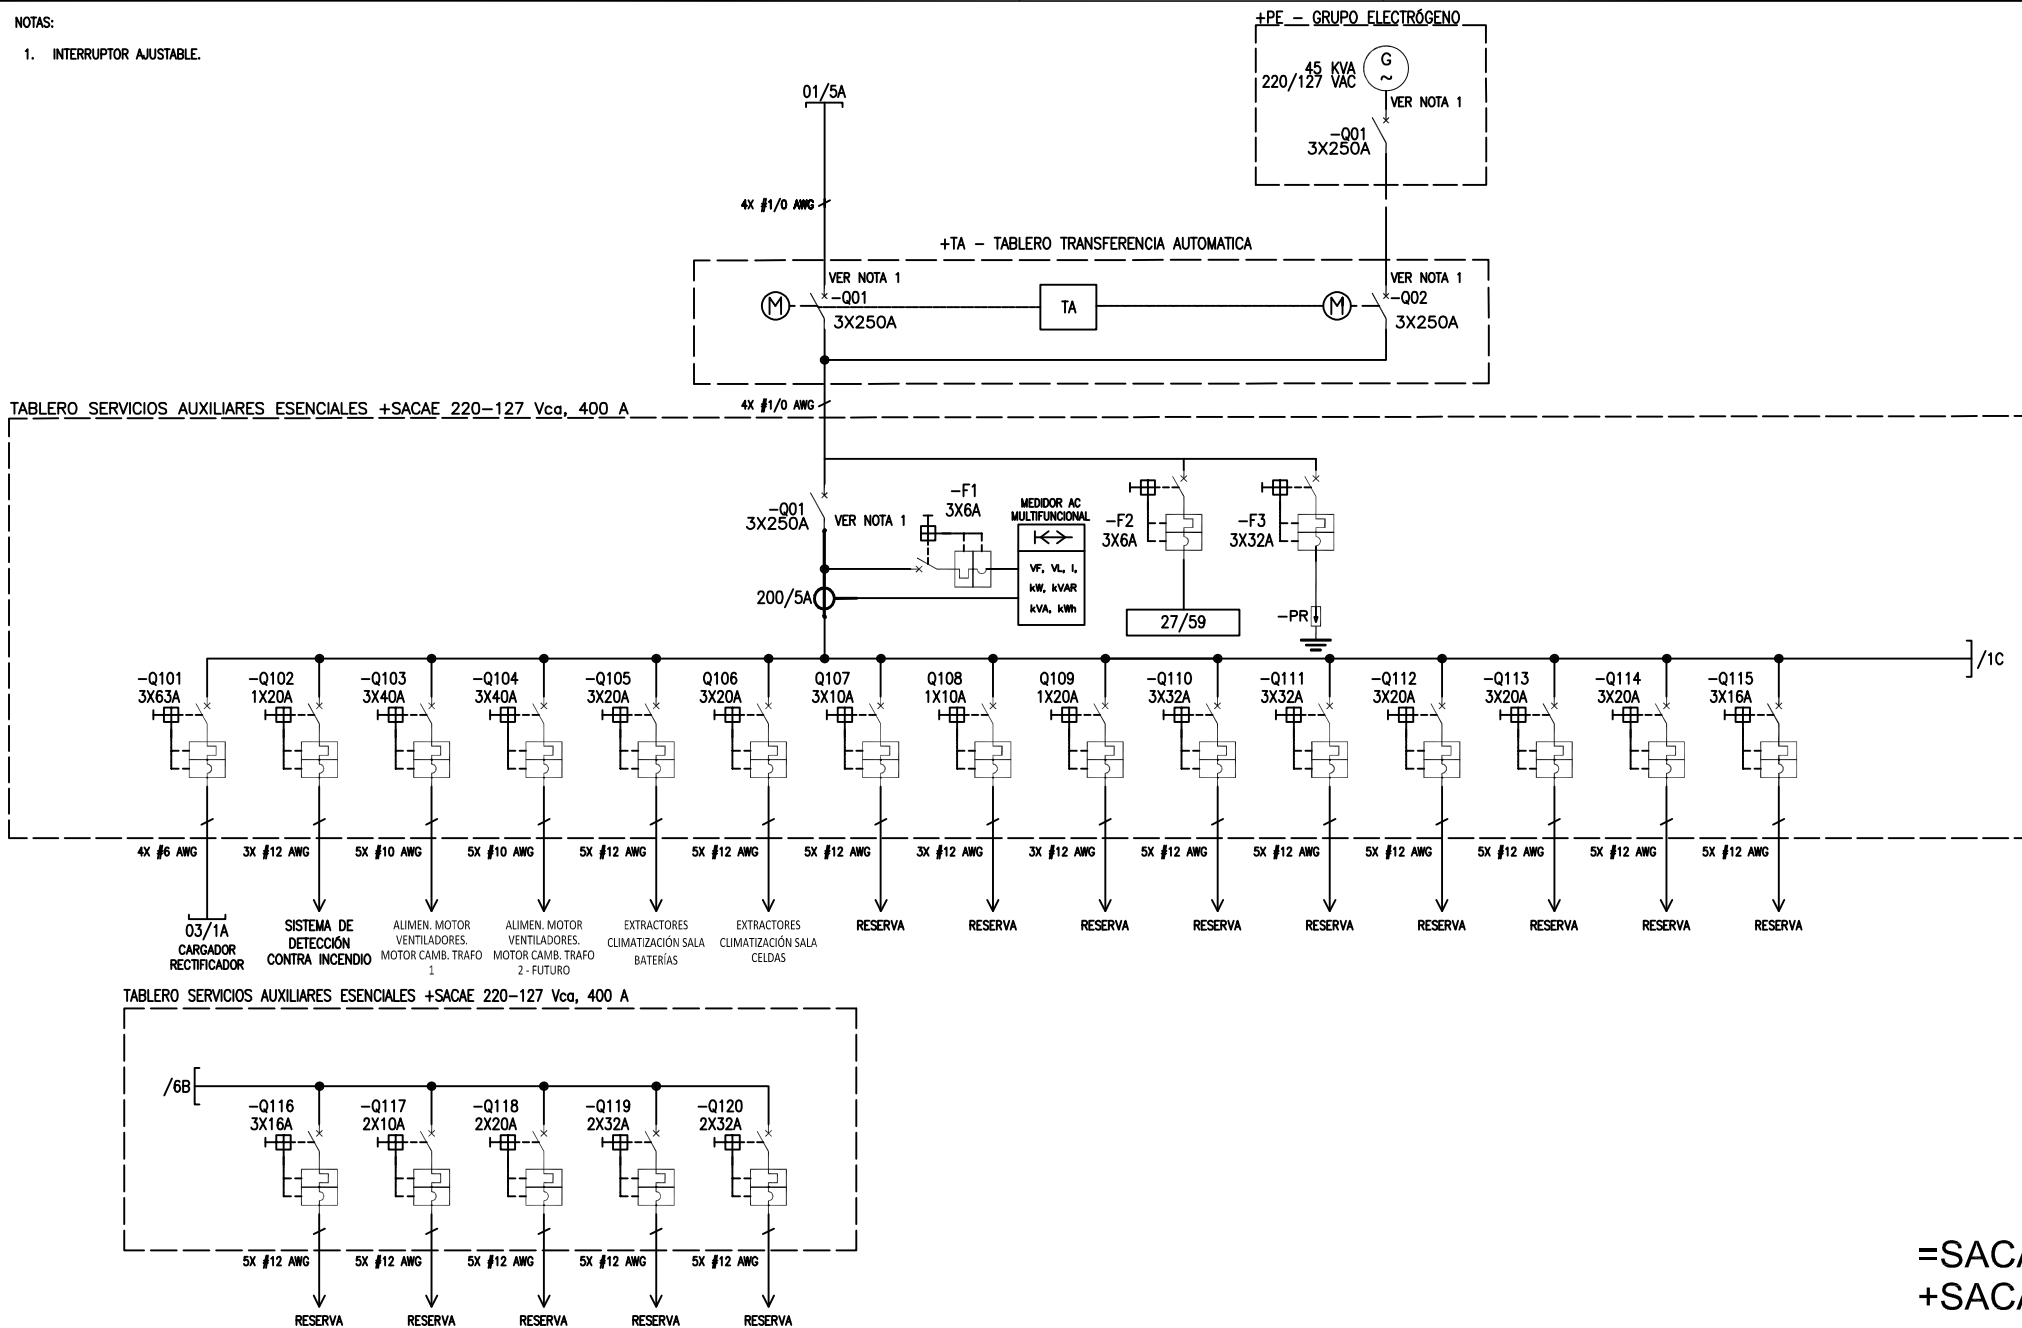 NOTAS:
1. INTERRUPTOR AJUSTABLE.
+PE – GRUPO ELECTRÓGENO
45 KVA
220/127 VAC
G
~
VER NOTA 1
-Q01
3X250A
01/5A
4X #1/0 AWG
+TA – TABLERO TRANSFERENCIA AUTOMATICA
VER NOTA 1
M
-Q01
3X250A
TA
VER NOTA 1
M
-Q02
3X250A
TABLERO SERVICIOS AUXILIARES ESENCIALES +SACAE 220-127 Vca, 400 A
4X #1/0 AWG
-Q01
3X250A
VER NOTA 1
-F1
3X6A
MEDIDOR AC
MULTIFUNCIONAL
VF, VL, I,
kW, kVAR
kVA, kWh
200/5A
-F2
3X6A
27/59
-F3
3X32A
-PR
/1C
-Q101
3X63A
-Q102
1X20A
-Q103
3X40A
-Q104
3X40A
-Q105
3X20A
Q106
3X20A
Q107
3X10A
Q108
1X10A
Q109
1X20A
-Q110
3X32A
-Q111
3X32A
-Q112
3X20A
-Q113
3X20A
-Q114
3X20A
-Q115
3X16A
4X #6 AWG
3X #12 AWG
5X #10 AWG
5X #10 AWG
5X #12 AWG
5X #12 AWG
5X #12 AWG
3X #12 AWG
3X #12 AWG
5X #12 AWG
5X #12 AWG
5X #12 AWG
5X #12 AWG
5X #12 AWG
5X #12 AWG
03/1A
CARGADOR
RECTIFICADOR
SISTEMA DE
DETECCIÓN
CONTRA INCENDIO
ALIMEN. MOTOR
VENTILADORES.
MOTOR CAMB. TRAFO
1
ALIMEN. MOTOR
VENTILADORES.
MOTOR CAMB. TRAFO
2 - FUTURO
EXTRACTORES
CLIMATIZACIÓN SALA
BATERÍAS
EXTRACTORES
CLIMATIZACIÓN SALA
CELDAS
RESERVA
RESERVA
RESERVA
RESERVA
RESERVA
RESERVA
RESERVA
RESERVA
RESERVA
TABLERO SERVICIOS AUXILIARES ESENCIALES +SACAE 220-127 Vca, 400 A
/6B
-Q116
3X16A
-Q117
2X10A
-Q118
2X20A
-Q119
2X32A
-Q120
2X32A
5X #12 AWG
5X #12 AWG
5X #12 AWG
5X #12 AWG
5X #12 AWG
RESERVA
RESERVA
RESERVA
RESERVA
RESERVA
=SACA
+SACA